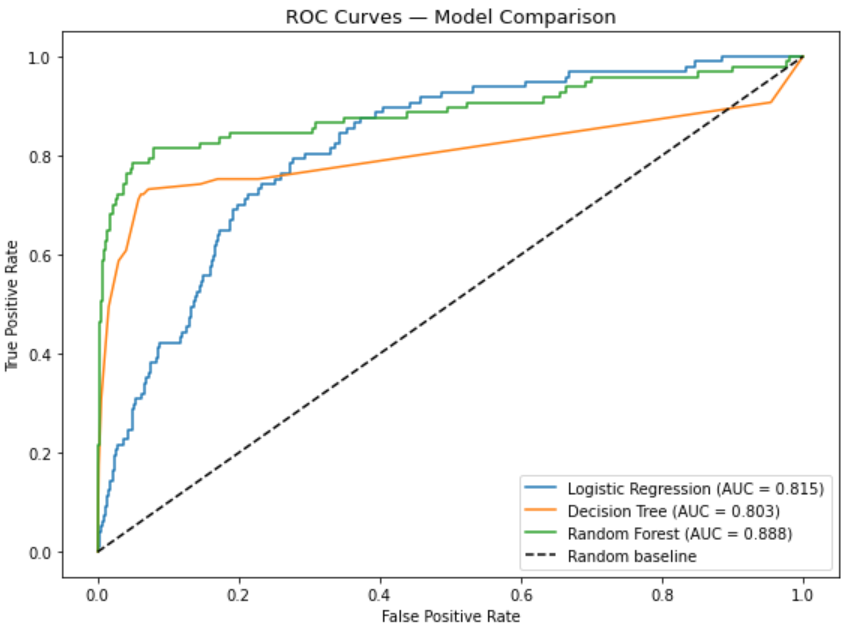 ROC Curves — Model Comparison
1.0
0.8
0.6
0.4
0.2
0.0
True Positive Rate
Logistic Regression (AUC = 0.815)
Decision Tree (AUC = 0.803)
Random Forest (AUC = 0.888)
Random baseline
0.0 0.2 0.4 0.6 0.8 1.0
False Positive Rate